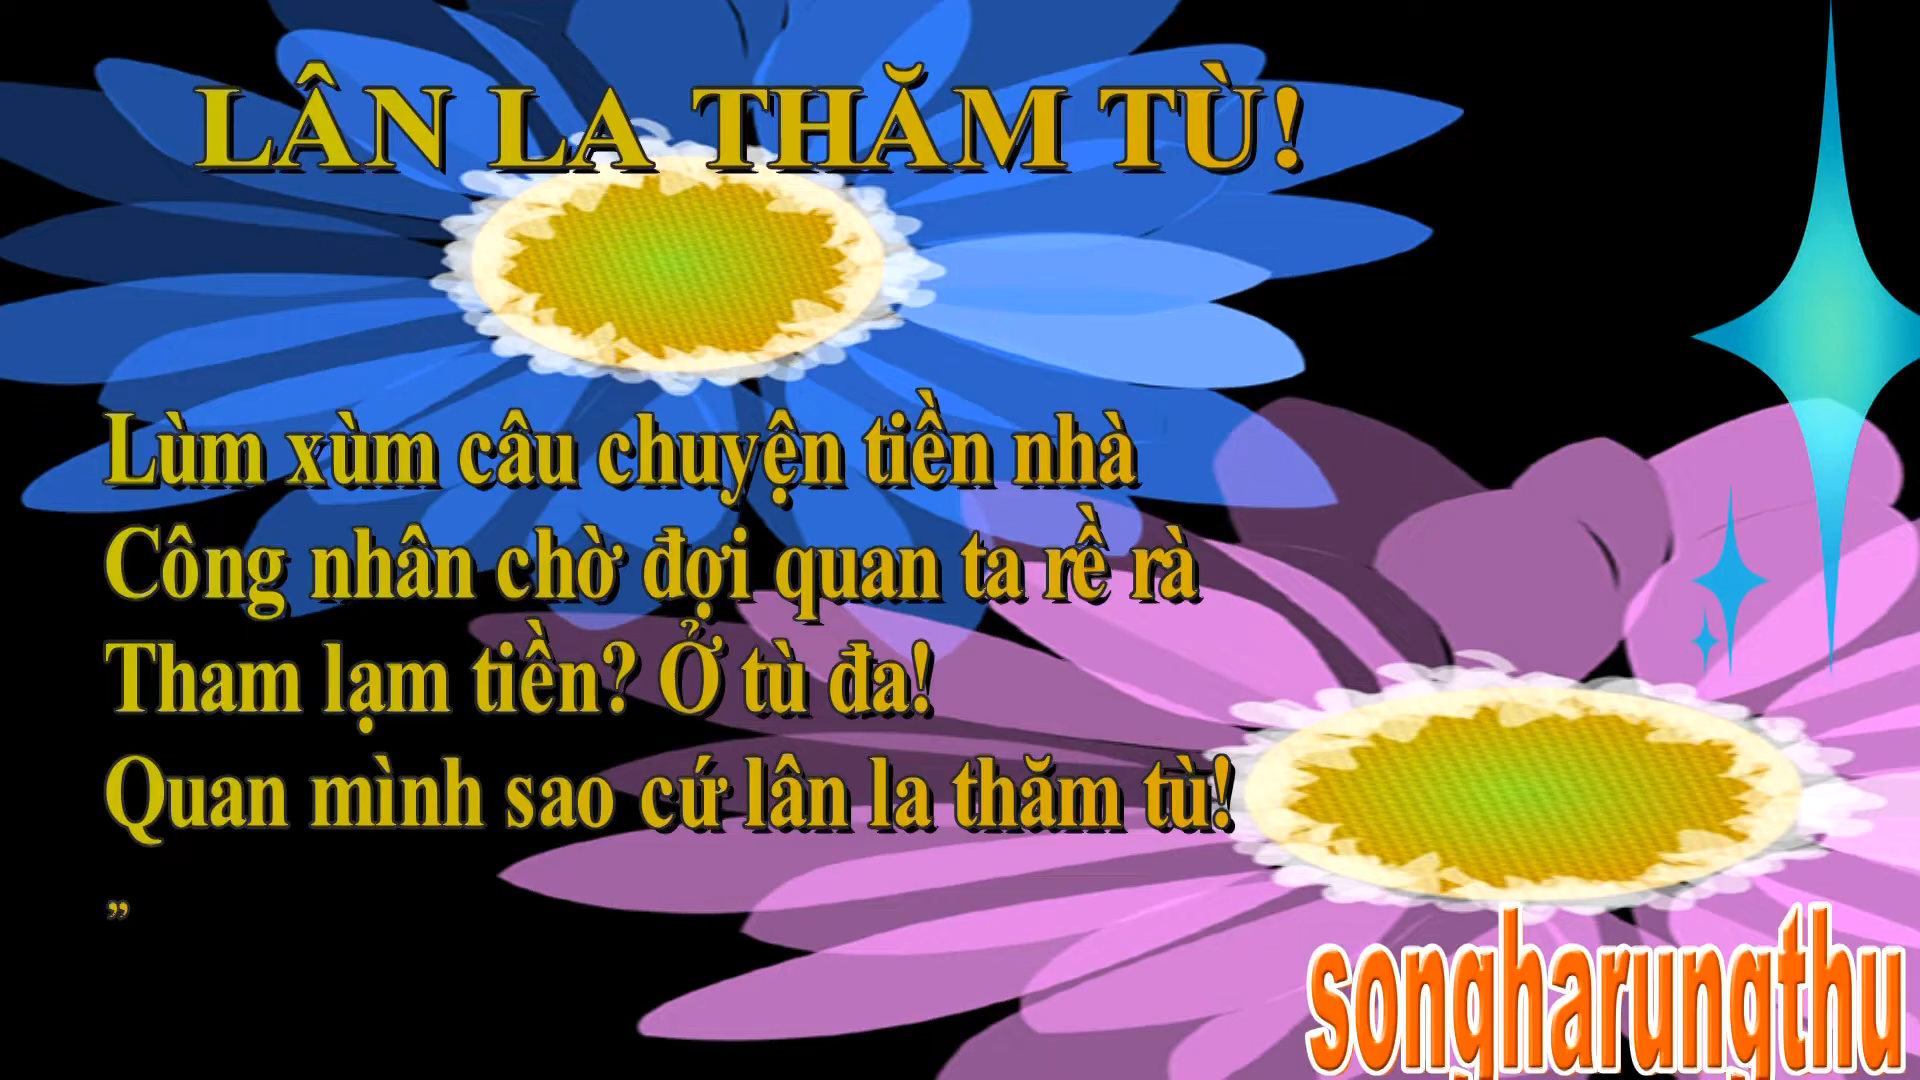 LÂN LA THĂM TÙ!
Lùm xùm câu chuyện tiền nhà
Công nhân chờ đợi quan ta rề rà
Tham lạm tiền? Ở tù đa!
Quan mình sao cứ lân la thăm tù!
”
songharungthu